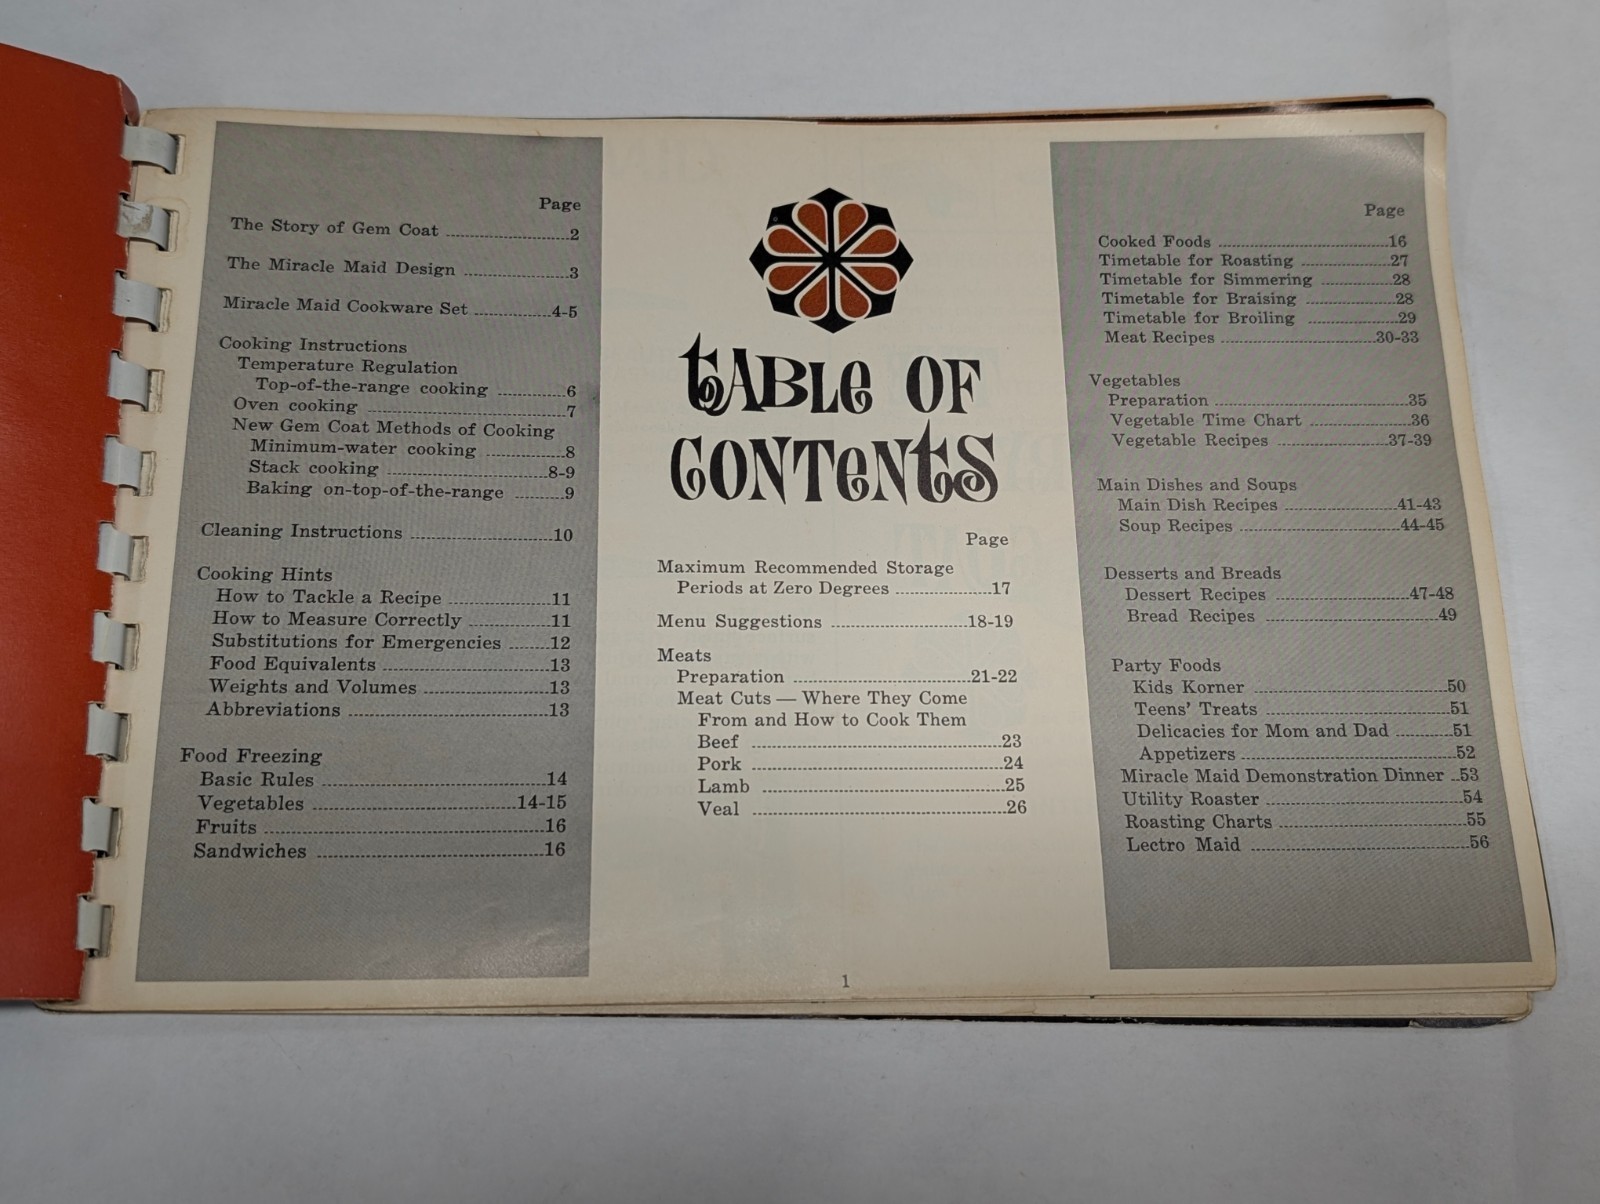 Page
The Story of Gem Coat ........................2
The Miracle Maid Design ....................3
Miracle Maid Cookware Set ..............4-5
Cooking Instructions
Temperature Regulation
Top-of-the-range cooking ..............6
Oven cooking ....................................7
New Gem Coat Methods of Cooking
Minimum-water cooking ..............8
Stack cooking ..............................8-9
Baking on-top-of-the-range .........9
Cleaning Instructions ..........................10
Cooking Hints
How to Tackle a Recipe ...................11
How to Measure Correctly ...............11
Substitutions for Emergencies ........12
Food Equivalents ..............................13
Weights and Volumes .......................13
Abbreviations ...................................13
Food Freezing
Basic Rules .......................................14
Vegetables ...................................14-15
Fruits ................................................16
Sandwiches .......................................16
tABLe OF
CONTeNtS
Page
Maximum Recommended Storage
Periods at Zero Degrees .................17
Menu Suggestions ........................18-19
Meats
Preparation ...............................21-22
Meat Cuts — Where They Come
From and How to Cook Them
Beef .............................................23
Pork .............................................24
Lamb ...........................................25
Veal .............................................26
1
Page
Cooked Foods .................................16
Timetable for Roasting ................27
Timetable for Simmering .............28
Timetable for Braising ..................28
Timetable for Broiling ..................29
Meat Recipes .............................30-33
Vegetables
Preparation .....................................35
Vegetable Time Chart ...................36
Vegetable Recipes ....................37-39
Main Dishes and Soups
Main Dish Recipes ....................41-43
Soup Recipes .............................44-45
Desserts and Breads
Dessert Recipes .........................47-48
Bread Recipes .................................49
Party Foods
Kids Korner ....................................50
Teens' Treats ..................................51
Delicacies for Mom and Dad ..........51
Appetizers .......................................52
Miracle Maid Demonstration Dinner ..53
Utility Roaster ....................................54
Roasting Charts ..................................55
Lectro Maid ........................................56